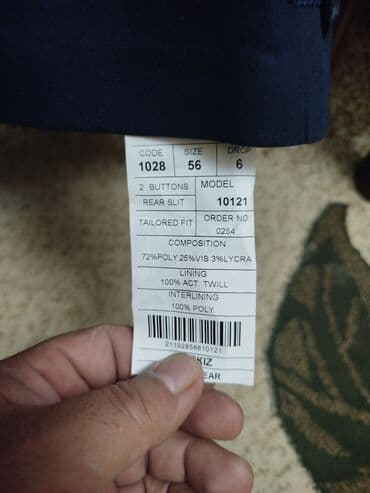 CODE SIZE DROP
1028 56 6
2 BUTTONS MODEL
REAR SLIT 10121
TAILORED FIT ORDER NO
0254
COMPOSITION
72%POLY 25%VIS 3%LYCRA
LINING
100% ACT. TWILL
INTERLINING
100% POLY
21102856610121